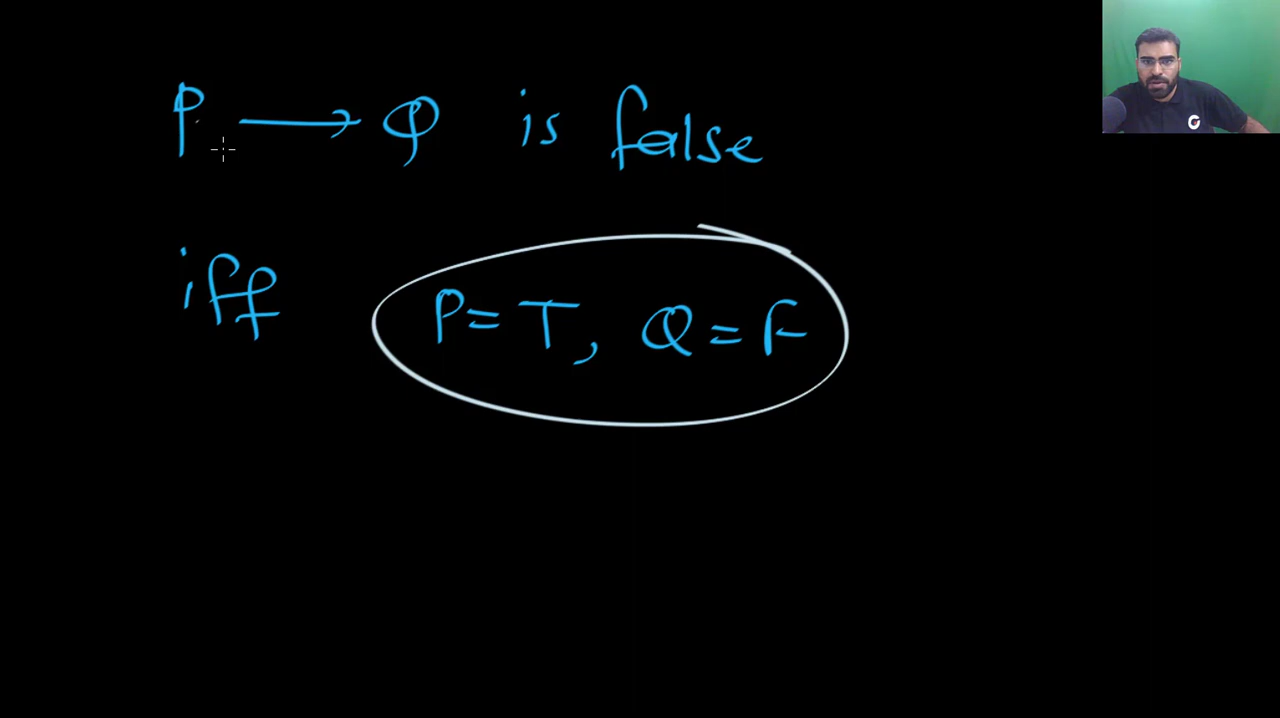 P → Q is false
iff P = T, Q = F